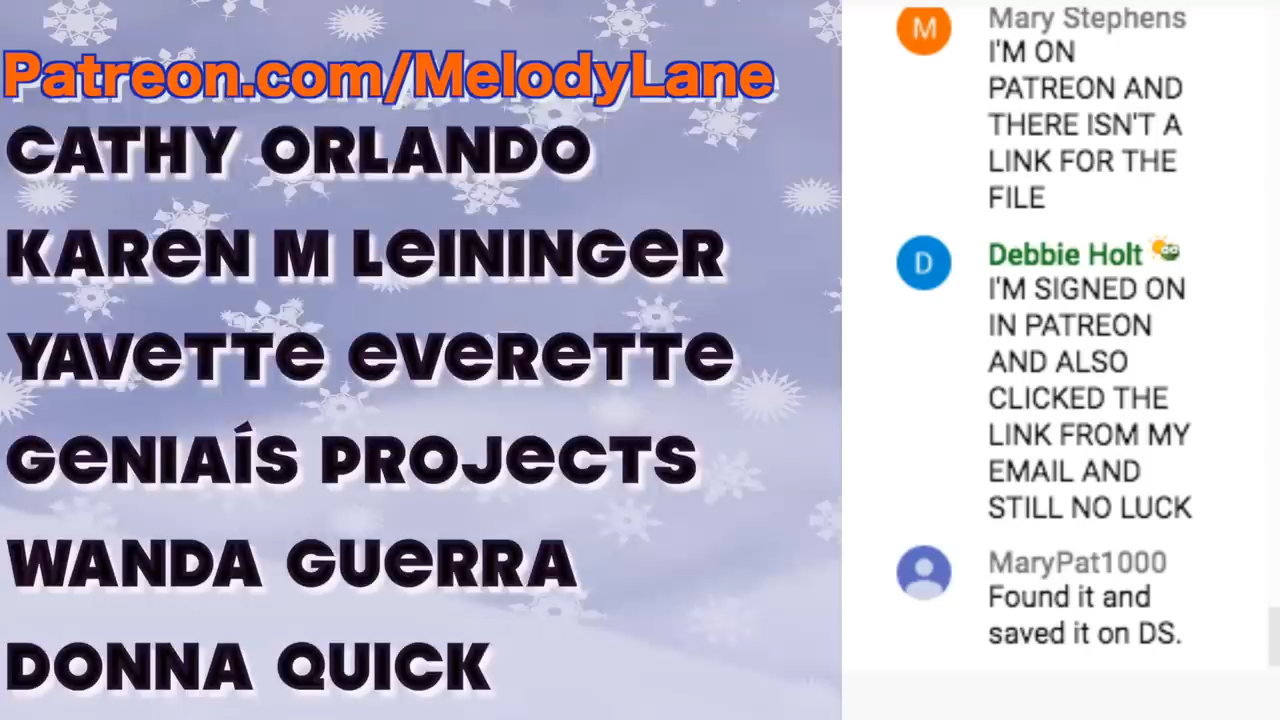 Patreon.com/MelodyLane
CATHY ORLANDO
KAReN M LeININGeR
YAVeTTe eVeReTTe
GeNIAíS PROJeCTS
WANDA GUeRRA
DONNA QUICK
M
Mary Stephens
I'M ON
PATREON AND
THERE ISN'T A
LINK FOR THE
FILE
D
Debbie Holt
I'M SIGNED ON
IN PATREON
AND ALSO
CLICKED THE
LINK FROM MY
EMAIL AND
STILL NO LUCK
MaryPat1000
Found it and
saved it on DS.